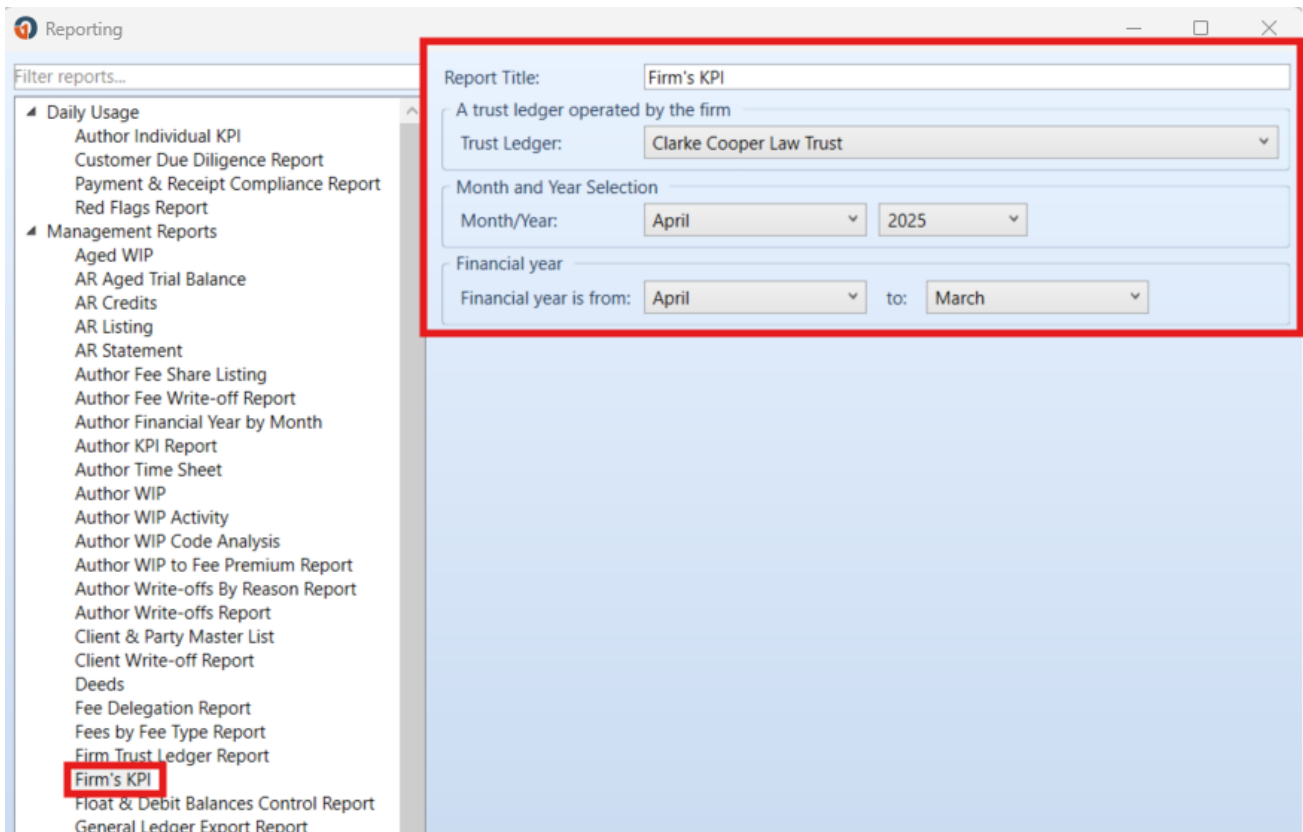 Reporting
Filter reports...
Daily Usage
Author Individual KPI
Customer Due Diligence Report
Payment & Receipt Compliance Report
Red Flags Report
Management Reports
Aged WIP
AR Aged Trial Balance
AR Credits
AR Listing
AR Statement
Author Fee Share Listing
Author Fee Write-off Report
Author Financial Year by Month
Author KPI Report
Author Time Sheet
Author WIP
Author WIP Activity
Author WIP Code Analysis
Author WIP to Fee Premium Report
Author Write-offs By Reason Report
Author Write-offs Report
Client & Party Master List
Client Write-off Report
Deeds
Fee Delegation Report
Fees by Fee Type Report
Firm Trust Ledger Report
Firm's KPI
Float & Debit Balances Control Report
General Ledger Export Report
Report Title: Firm's KPI
A trust ledger operated by the firm
Trust Ledger: Clarke Cooper Law Trust
Month and Year Selection
Month/Year: April 2025
Financial year
Financial year is from: April to: March